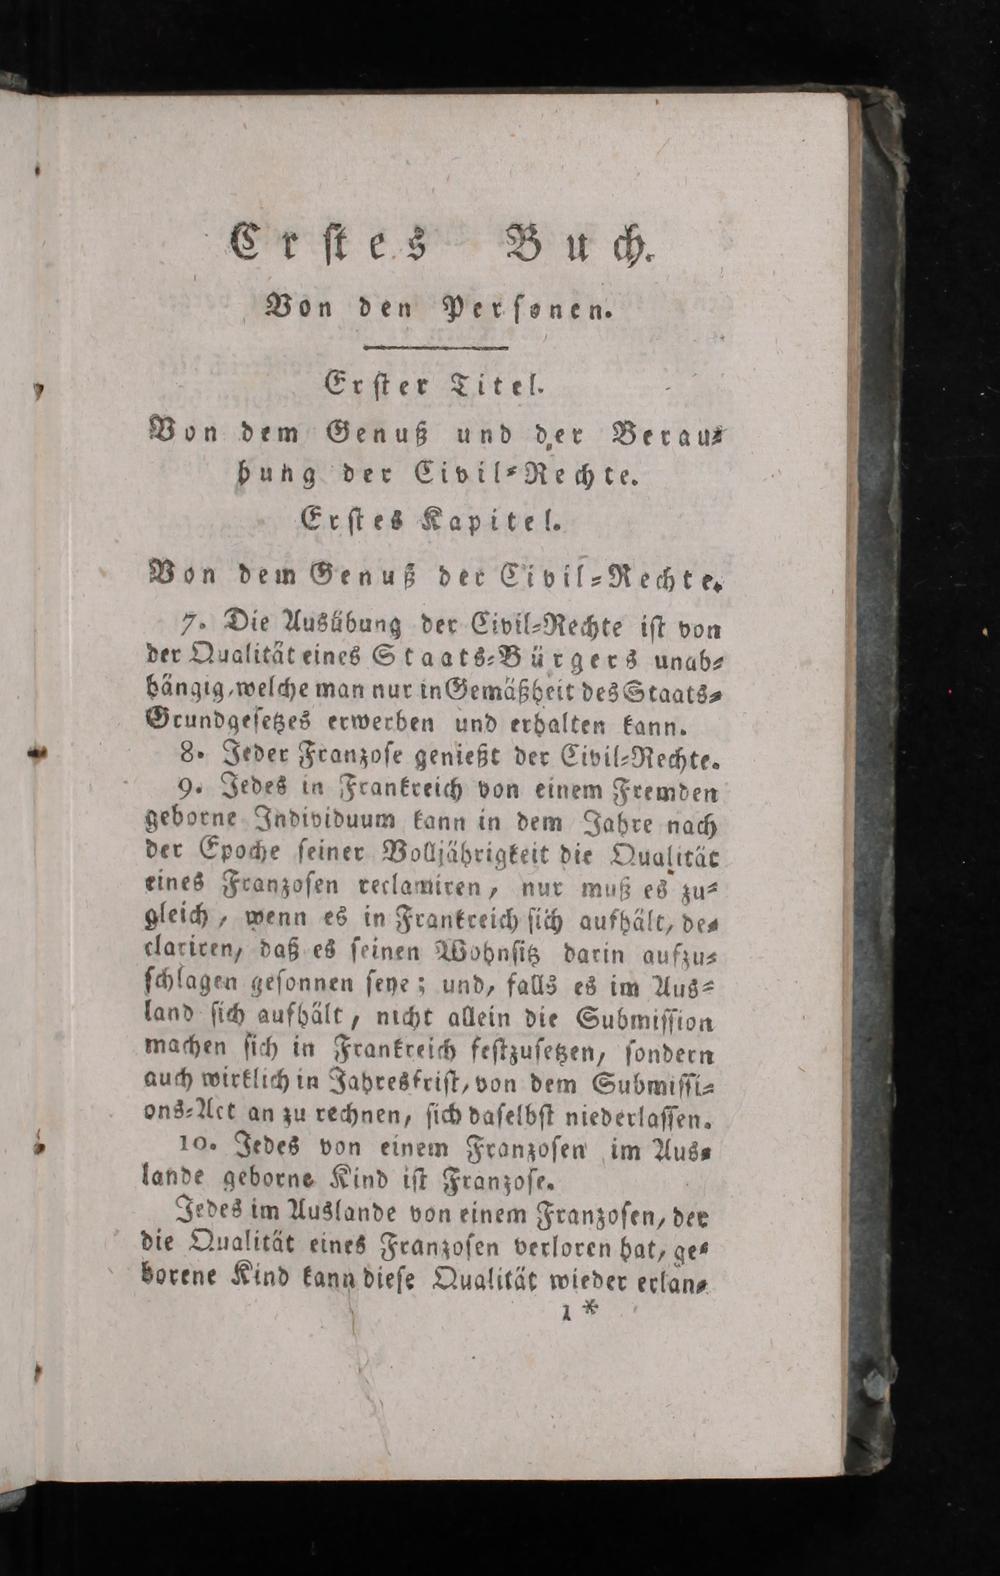 Erſtes Buch.
Von den Perſonen.
Erſter Titel.
Von dem Genuß und der Berau⸗
bung der Civil⸗Rechte.
Erſtes Kapitel.
Von dem Genuß der Civil⸗Rechte.
7. Die Ausübung der Civil⸗Rechte iſt von
der Qualität eines Staats⸗Bürgers unab⸗
hängig, welche man nur in Gemäßheit des Staats⸗
Grundgeſetzes erwerben und erhalten kann.
8. Jeder Franzoſe genießt der Civil⸗Rechte.
9. Jedes in Frankreich von einem Fremden
geborne Individuum kann in dem Jahre nach
der Epoche ſeiner Volljährigkeit die Qualität
eines Franzoſen reclamiren, nur muß es zu⸗
gleich, wenn es in Frankreich ſich aufhält, de⸗
clariren, daß es ſeinen Wohnſitz darin aufzu⸗
ſchlagen geſonnen ſeye; und, falls es im Aus⸗
land ſich aufhält, nicht allein die Submiſſion
machen ſich in Frankreich feſtzuſetzen, ſondern
auch wirklich in Jahresfriſt, von dem Submiſſi⸗
ons⸗Act an zu rechnen, ſich daſelbſt niederlaſſen.
10. Jedes von einem Franzoſen im Aus⸗
lande geborne Kind iſt Franzoſe.
Jedes im Auslande von einem Franzoſen, der
die Qualität eines Franzoſen verloren hat, ge⸗
borene Kind kann dieſe Qualität wieder erlan⸗
1 *